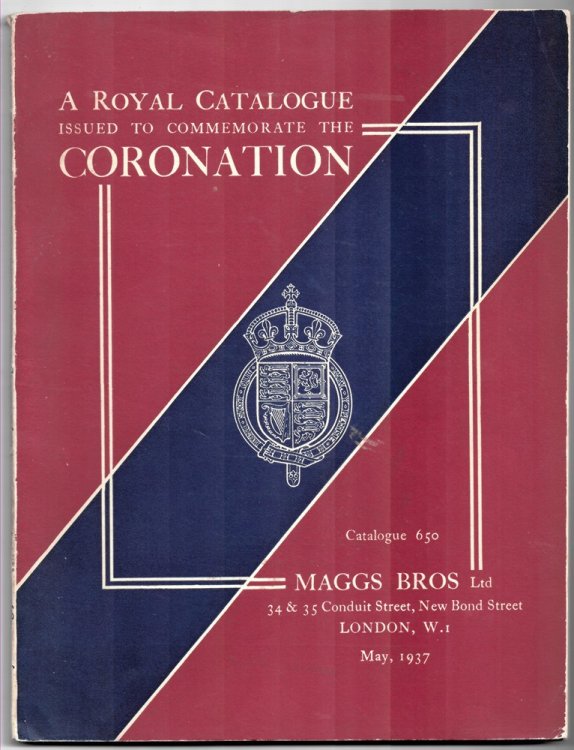 A ROYAL CATALOGUE
ISSUED TO COMMEMORATE THE
CORONATION
Catalogue 650
MAGGS BROS Ltd
34 & 35 Conduit Street, New Bond Street
LONDON, W.1
May, 1937